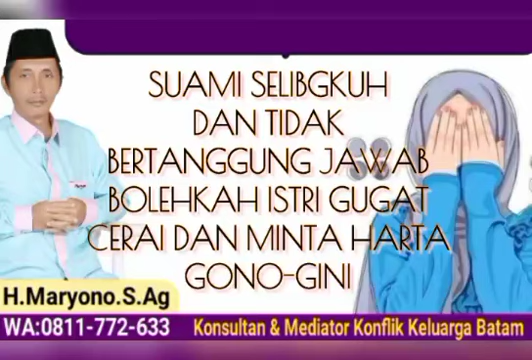 SUAMI SELIBGKUH
DAN TIDAK
BERTANGGUNG JAWAB
BOLEHKAH ISTRI GUGAT
CERAI DAN MINTA HARTA
GONO-GINI
H.Maryono.S.Ag
WA:0811-772-633 Konsultan & Mediator Konflik Keluarga Batam